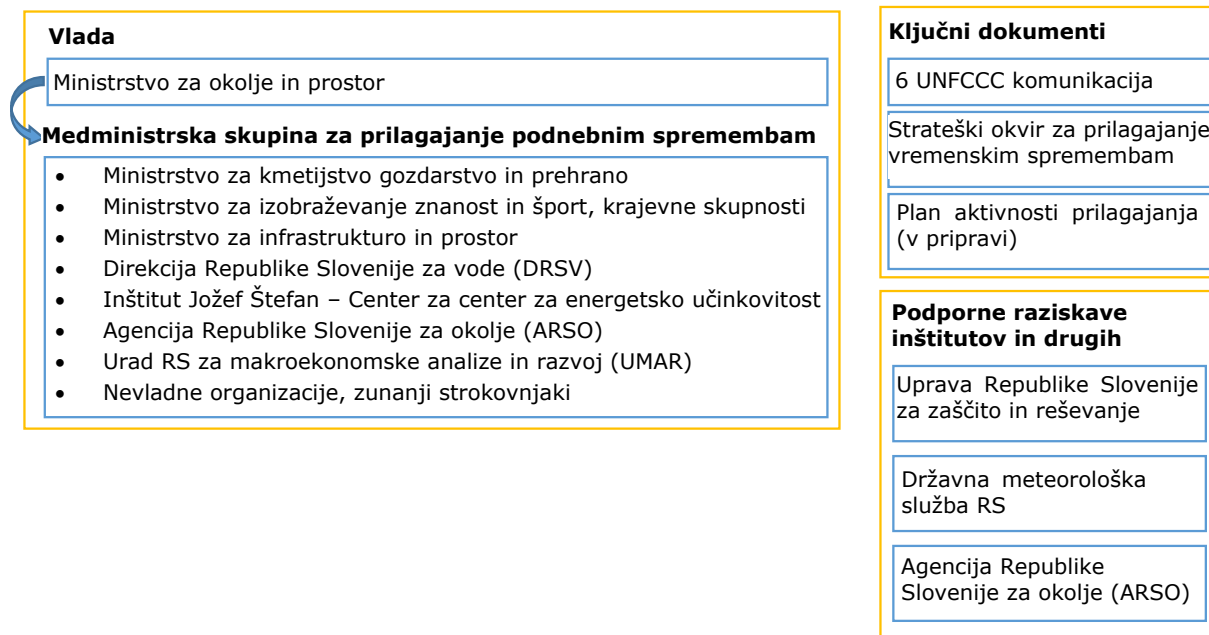 Vlada
Ministrstvo za okolje in prostor
Medministrska skupina za prilagajanje podnebnim spremembam
• Ministrstvo za kmetijstvo gozdarstvo in prehrano
• Ministrstvo za izobraževanje znanost in šport, krajevne skupnosti
• Ministrstvo za infrastrukturo in prostor
• Direkcija Republike Slovenije za vode (DRSV)
• Inštitut Jožef Štefan – Center za center za energetsko učinkovitost
• Agencija Republike Slovenije za okolje (ARSO)
• Urad RS za makroekonomske analize in razvoj (UMAR)
• Nevladne organizacije, zunanji strokovnjaki
Ključni dokumenti
6 UNFCCC komunikacija
Strateški okvir za prilagajanje
vremenskim spremembam
Plan aktivnosti prilagajanja
(v pripravi)
Podporne raziskave
inštitutov in drugih
Uprava Republike Slovenije
za zaščito in reševanje
Državna meteorološka
služba RS
Agencija Republike
Slovenije za okolje (ARSO)